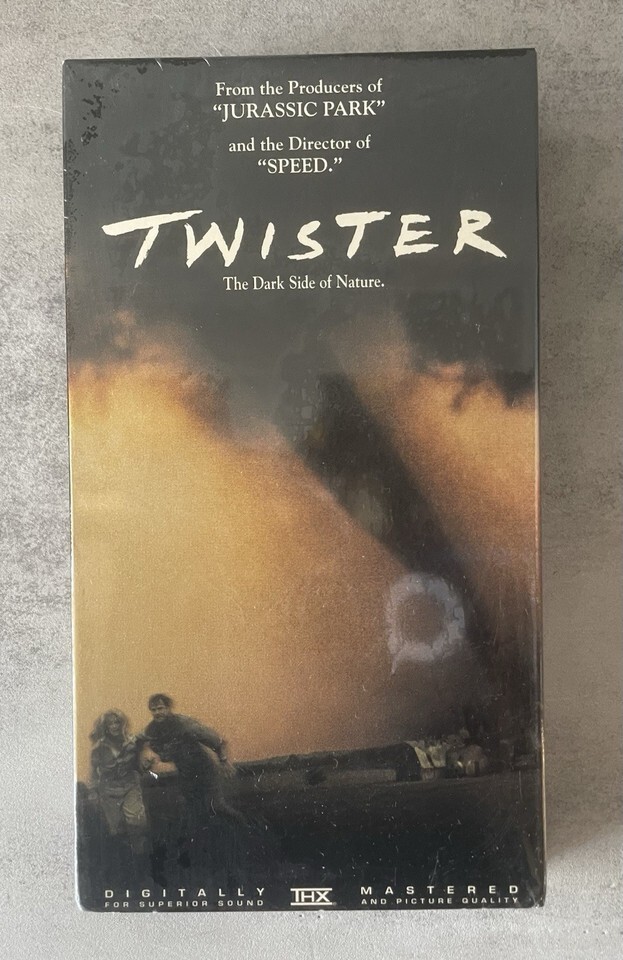 From the Producers of
“JURASSIC PARK”
and the Director of
“SPEED.”
TWISTER
The Dark Side of Nature.
DIGITALLY THX MASTERED
FOR SUPERIOR SOUND AND PICTURE QUALITY